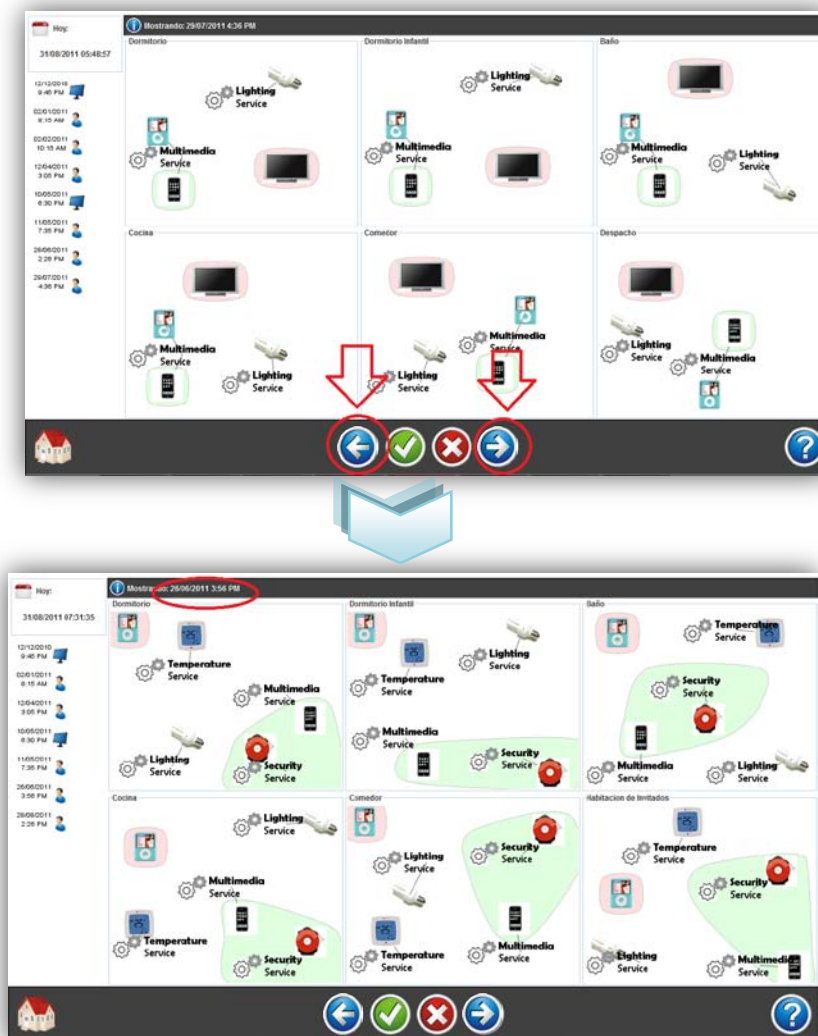 Hoy:
31/08/2011 05:48:57
12/12/2010
9:45 PM
02/01/2011
8:15 AM
02/02/2011
10:15 AM
12/04/2011
3:05 PM
10/05/2011
6:30 PM
11/05/2011
7:35 PM
28/06/2011
2:28 PM
29/07/2011
4:36 PM
Mostrando: 29/07/2011 4:36 PM
Dormitorio
Lighting
Service
Multimedia
Service
Dormitorio Infantil
Lighting
Service
Multimedia
Service
Baño
Multimedia
Service
Lighting
Service
Cocina
Multimedia
Service
Lighting
Service
Comedor
Multimedia
Service
Lighting
Service
Despacho
Lighting
Service
Multimedia
Service
Hoy:
31/08/2011 07:31:35
12/12/2010
9:45 PM
02/01/2011
8:15 AM
12/04/2011
3:05 PM
10/05/2011
6:30 PM
11/05/2011
7:35 PM
26/06/2011
3:56 PM
28/08/2011
2:28 PM
Mostrando: 26/06/2011 3:56 PM
Dormitorio
Temperature
Service
Multimedia
Service
Lighting
Service
Security
Service
Dormitorio Infantil
Lighting
Service
Temperature
Service
Multimedia
Service
Security
Service
Baño
Temperature
Service
Security
Service
Multimedia
Service
Lighting
Service
Cocina
Lighting
Service
Multimedia
Service
Temperature
Service
Security
Service
Comedor
Security
Service
Lighting
Service
Temperature
Service
Multimedia
Service
Habitacion de Invitados
Temperature
Service
Security
Service
Lighting
Service
Multimedia
Service